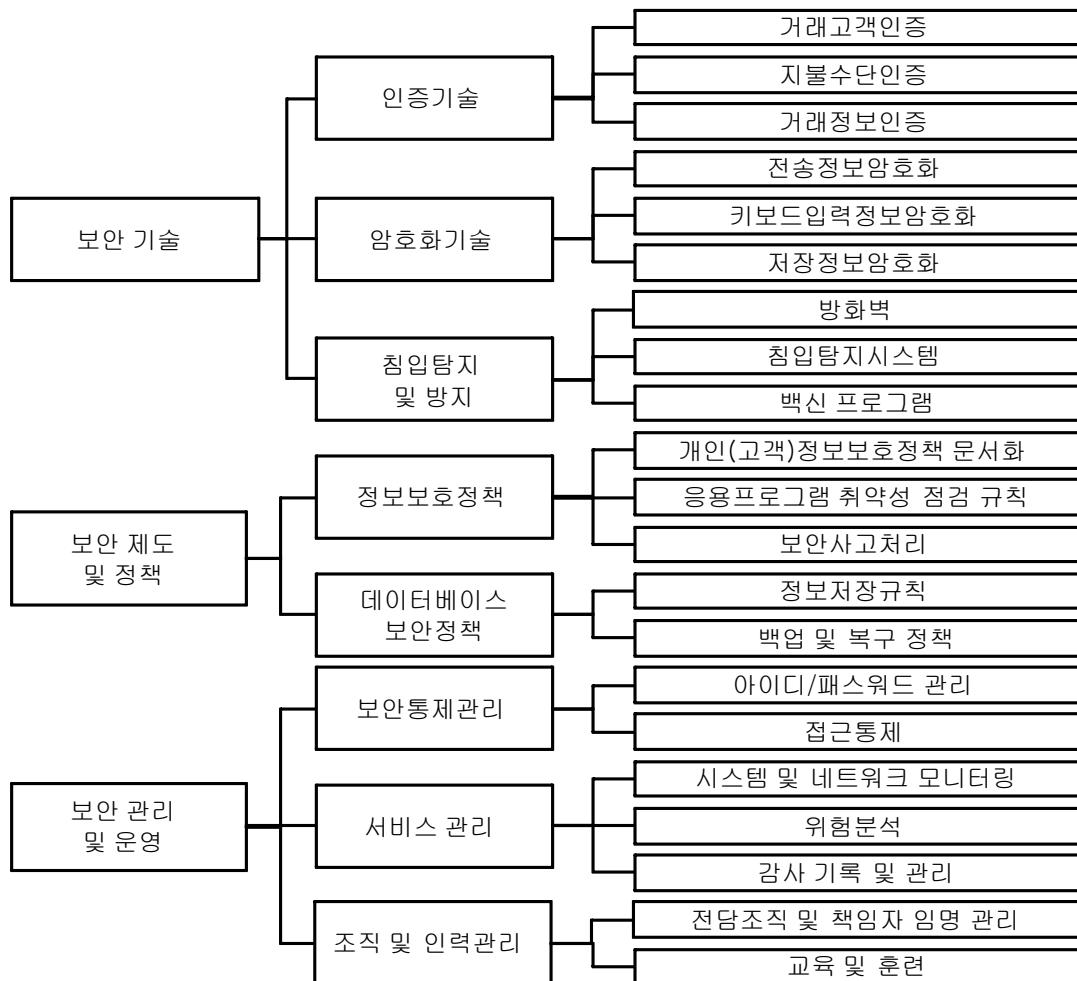 보안 기술
인증기술
거래고객인증
지불수단인증
거래정보인증
암호화기술
전송정보암호화
키보드입력정보암호화
저장정보암호화
침입탐지
및 방지
방화벽
침입탐지시스템
백신 프로그램
보안 제도
및 정책
정보보호정책
개인(고객)정보보호정책 문서화
응용프로그램 취약성 점검 규칙
보안사고처리
데이터베이스
보안정책
정보저장규칙
백업 및 복구 정책
보안 관리
및 운영
보안통제관리
아이디/패스워드 관리
접근통제
서비스 관리
시스템 및 네트워크 모니터링
위험분석
감사 기록 및 관리
조직 및 인력관리
전담조직 및 책임자 임명 관리
교육 및 훈련